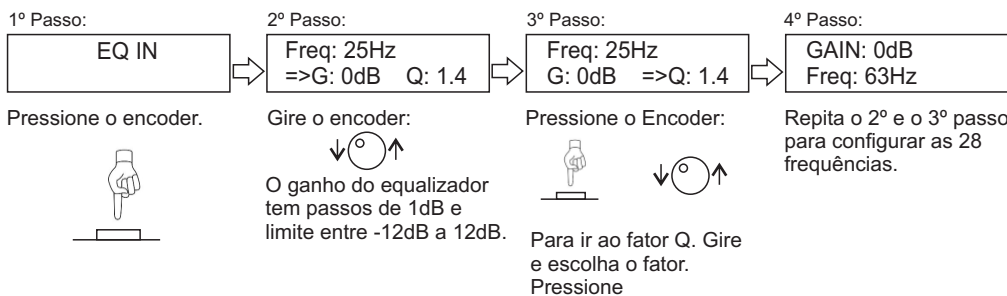 1º Passo:
EQ IN
Pressione o encoder.
2º Passo:
Freq: 25Hz
=>G: 0dB Q: 1.4
Gire o encoder:
O ganho do equalizador
tem passos de 1dB e
limite entre -12dB a 12dB.
3º Passo:
Freq: 25Hz
G: 0dB =>Q: 1.4
Pressione o Encoder:
Para ir ao fator Q. Gire
e escolha o fator.
Pressione
4º Passo:
GAIN: 0dB
Freq: 63Hz
Repita o 2º e o 3º passo
para configurar as 28
frequências.